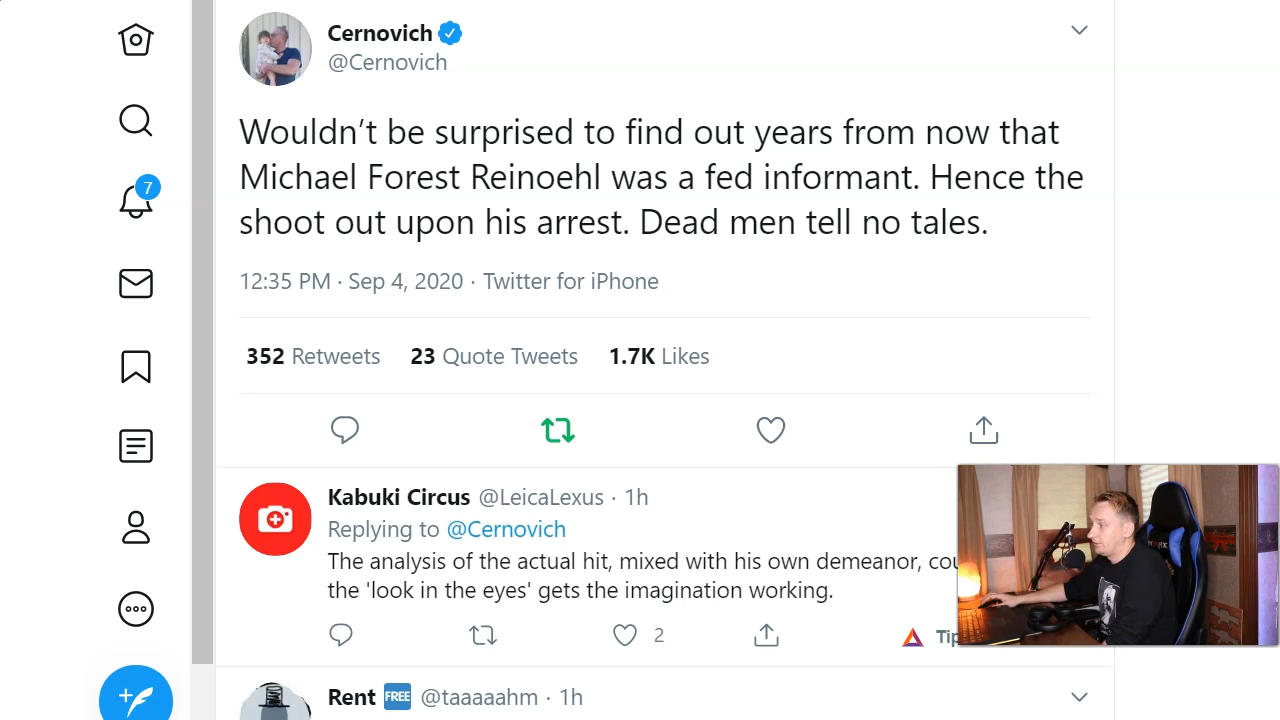 Cernovich
@Cernovich
Wouldn't be surprised to find out years from now that
Michael Forest Reinoehl was a fed informant. Hence the
shoot out upon his arrest. Dead men tell no tales.
12:35 PM · Sep 4, 2020 · Twitter for iPhone
352 Retweets 23 Quote Tweets 1.7K Likes
7
Kabuki Circus @LeicaLexus · 1h
Replying to @Cernovich
The analysis of the actual hit, mixed with his own demeanor,
the 'look in the eyes' gets the imagination working.
2
Rent FREE @taaaaahm · 1h